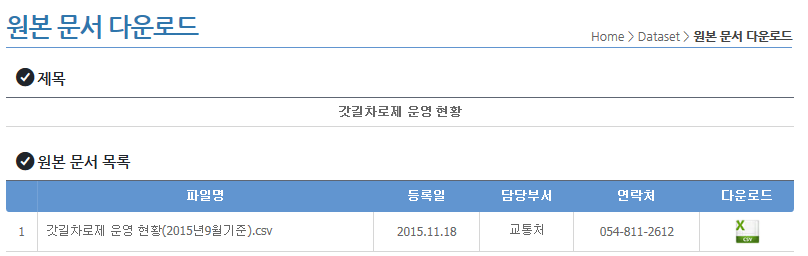 원본 문서 다운로드
Home > Dataset > 원본 문서 다운로드
제목
갓길차로제 운영 현황
원본 문서 목록
파일명 등록일 담당부서 연락처 다운로드
1 갓길차로제 운영 현황(2015년9월기준).csv 2015.11.18 교통처 054-811-2612 X CSV